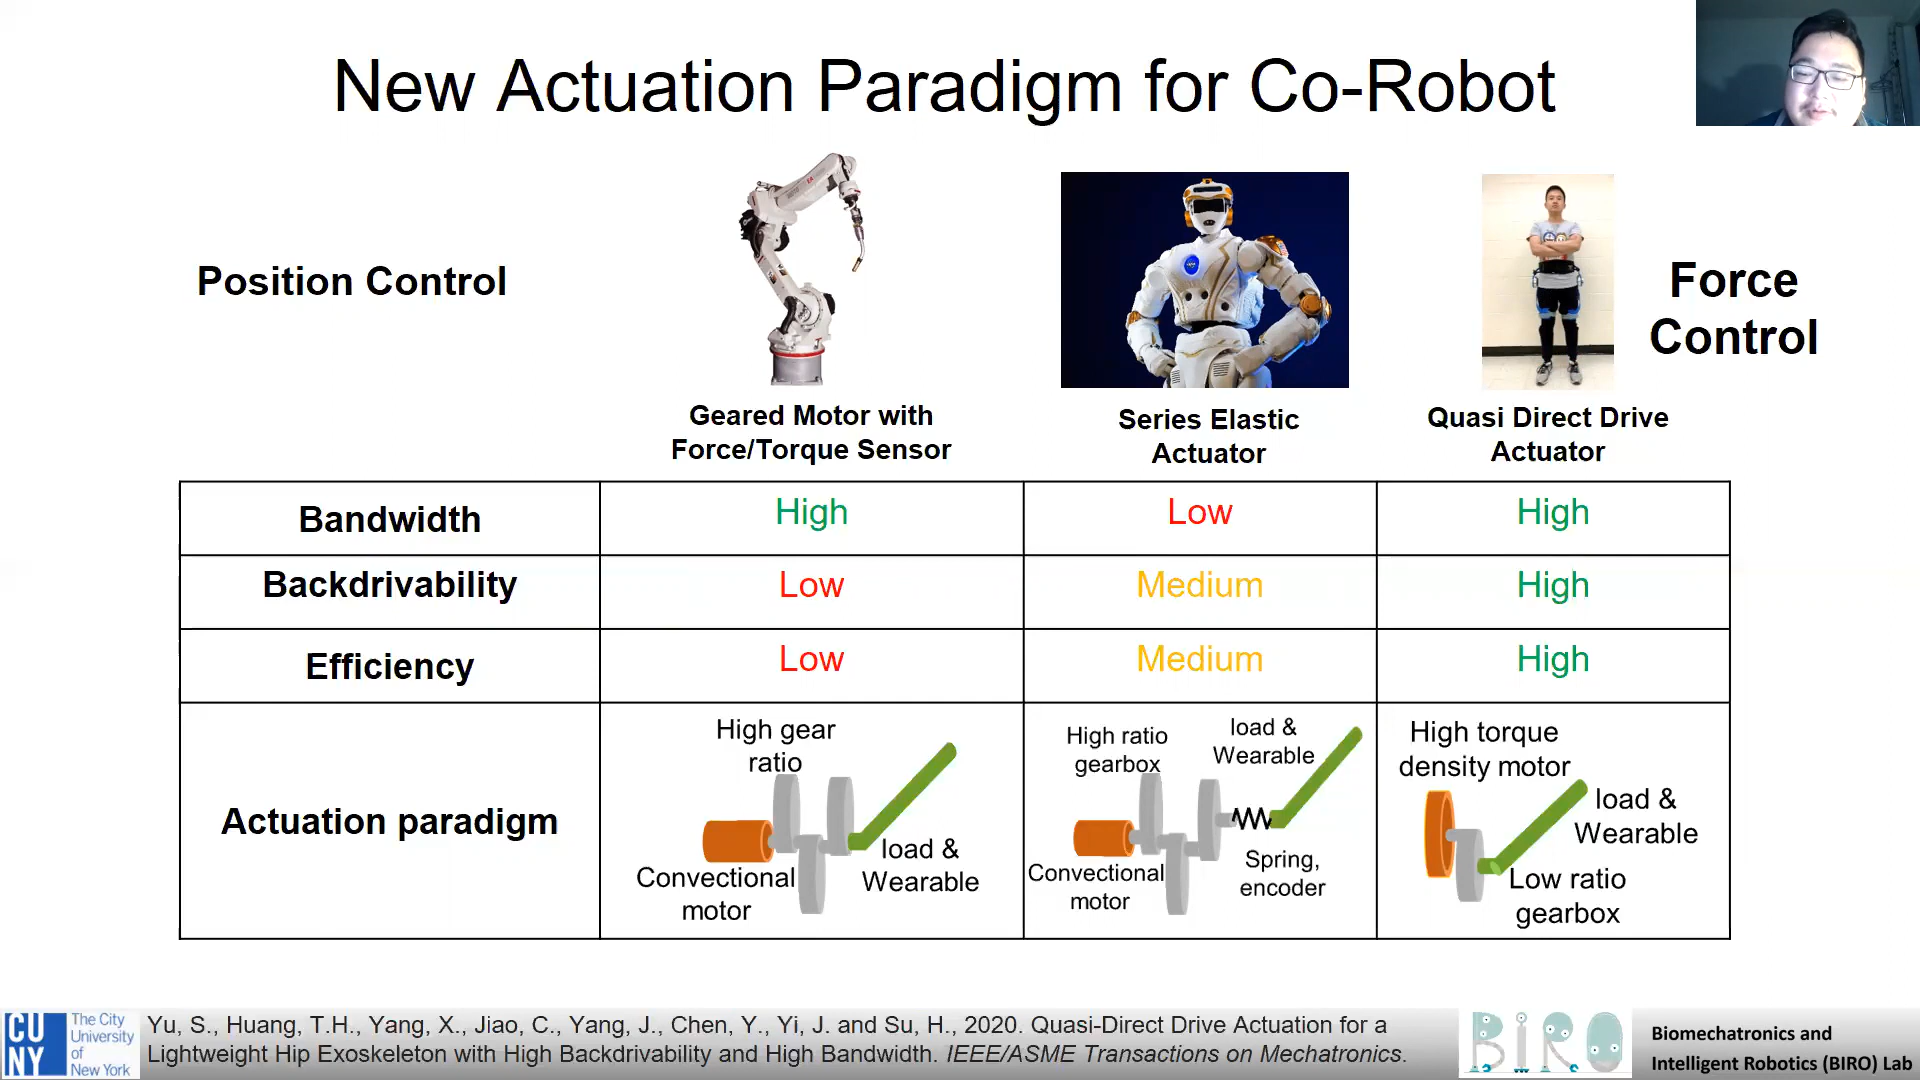 New Actuation Paradigm for Co-Robot
Position Control
Force
Control
Geared Motor with
Force/Torque Sensor
Series Elastic
Actuator
Quasi Direct Drive
Actuator
Bandwidth
High
Low
High
Backdrivability
Low
Medium
High
Efficiency
Low
Medium
High
Actuation paradigm
High gear
ratio
Convectional
motor
load &
Wearable
High ratio
gearbox
load &
Wearable
Convectional
motor
Spring,
encoder
High torque
density motor
load &
Wearable
Low ratio
gearbox
CU
NY
The City
University
of
New York
Yu, S., Huang, T.H., Yang, X., Jiao, C., Yang, J., Chen, Y., Yi, J. and Su, H., 2020. Quasi-Direct Drive Actuation for a
Lightweight Hip Exoskeleton with High Backdrivability and High Bandwidth. IEEE/ASME Transactions on Mechatronics.
BiRO
Biomechatronics and
Intelligent Robotics (BIRO) Lab